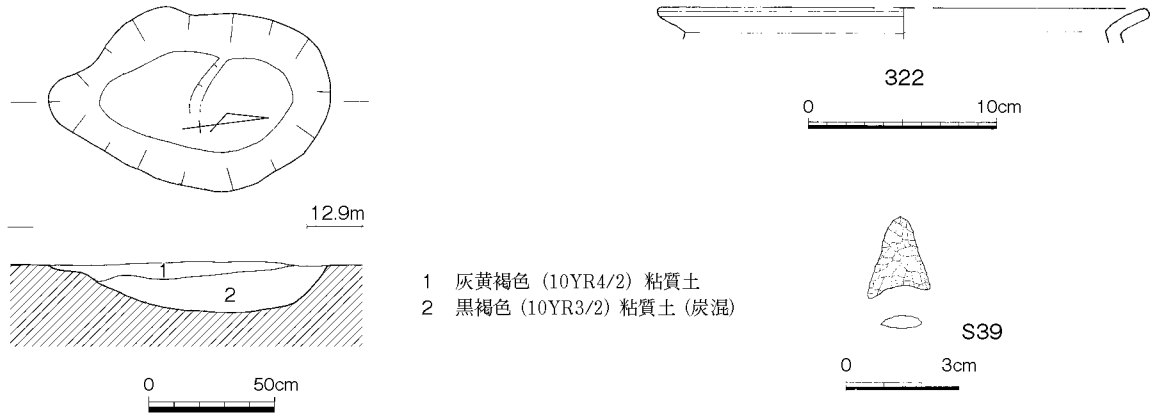 12.9m
1
2
1 灰黄褐色 (10YR4/2) 粘質土
2 黒褐色 (10YR3/2) 粘質土 (炭混)
0 50cm
322
0 10cm
S39
0 3cm